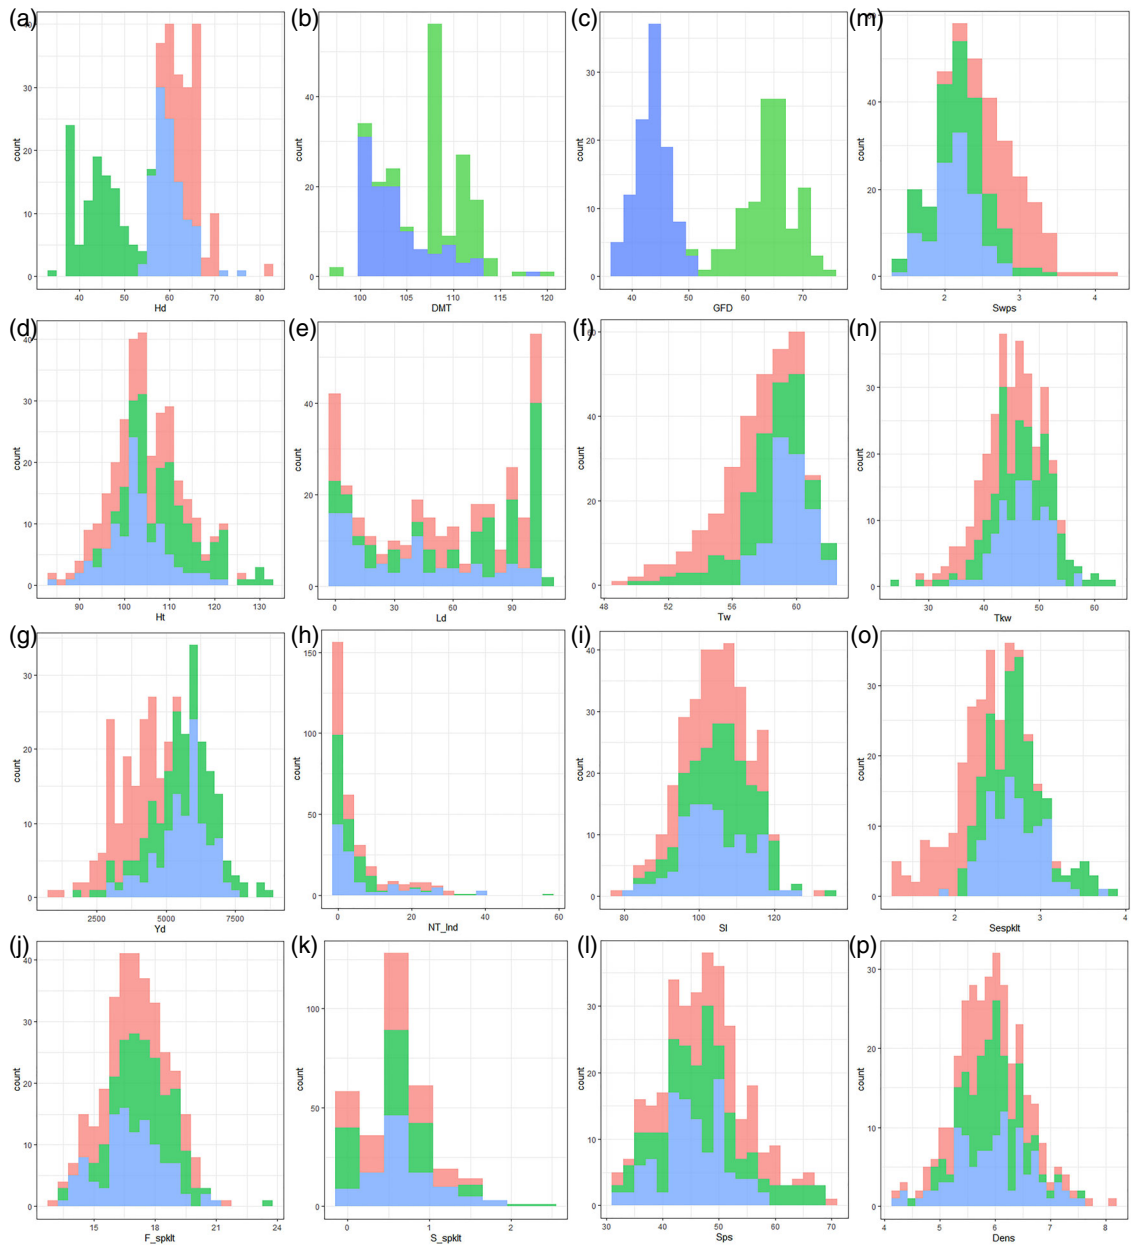 (a)
40
30
20
10
0
count
40
50
60
70
80
Hd
(b)
40
20
0
count
100
105
110
115
120
DMT
(c)
30
20
10
0
count
40
50
60
70
GFD
(m)
60
40
20
0
count
2
3
4
Swps
(d)
40
30
20
10
0
count
90
100
110
120
130
Ht
(e)
40
20
0
count
0
30
60
90
Ld
(f)
60
40
20
0
count
48
52
56
60
Tw
(n)
30
20
10
0
count
30
40
50
60
Tkw
(g)
30
20
10
0
count
2500
5000
7500
Yd
(h)
150
100
50
0
count
0
20
40
60
NT_Ind
(i)
40
30
20
10
0
count
80
100
120
Sl
(o)
30
20
10
0
count
2
3
4
Sespklt
(j)
40
30
20
10
0
count
15
18
21
24
F_spklt
(k)
100
50
0
count
0
1
2
S_spklt
(l)
30
20
10
0
count
30
40
50
60
70
Sps
(p)
30
20
10
0
count
4
5
6
7
8
Dens